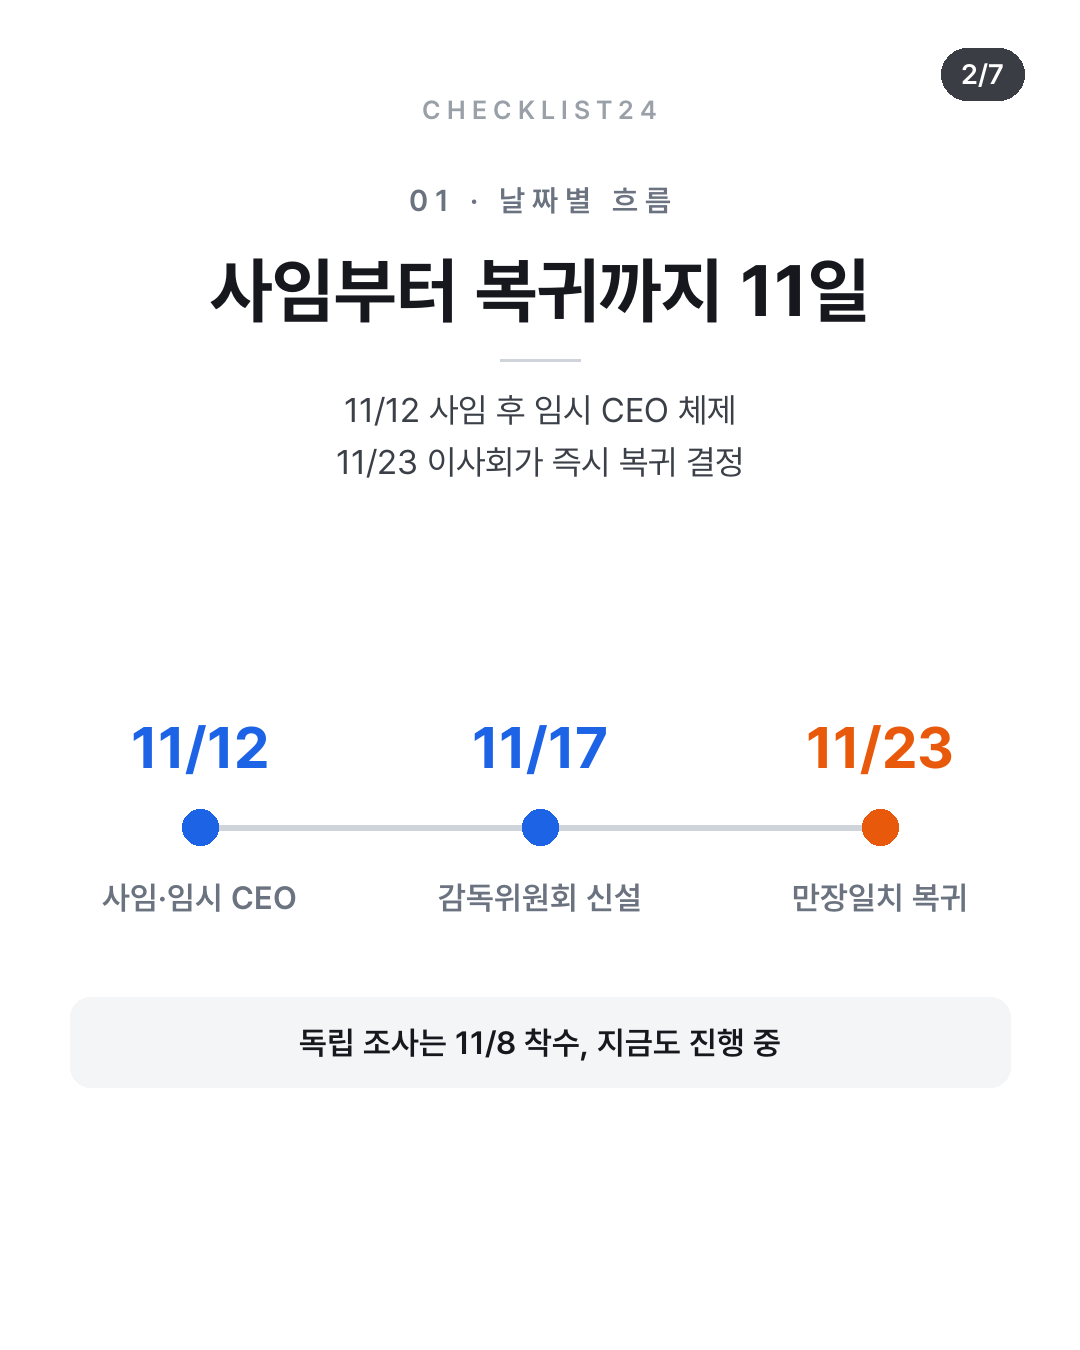 2/7
CHECKLIST24
01 · 날짜별 흐름
사임부터 복귀까지 11일
11/12 사임 후 임시 CEO 체제
11/23 이사회가 즉시 복귀 결정
11/12 11/17 11/23
사임·임시 CEO 감독위원회 신설 만장일치 복귀
독립 조사는 11/8 착수, 지금도 진행 중